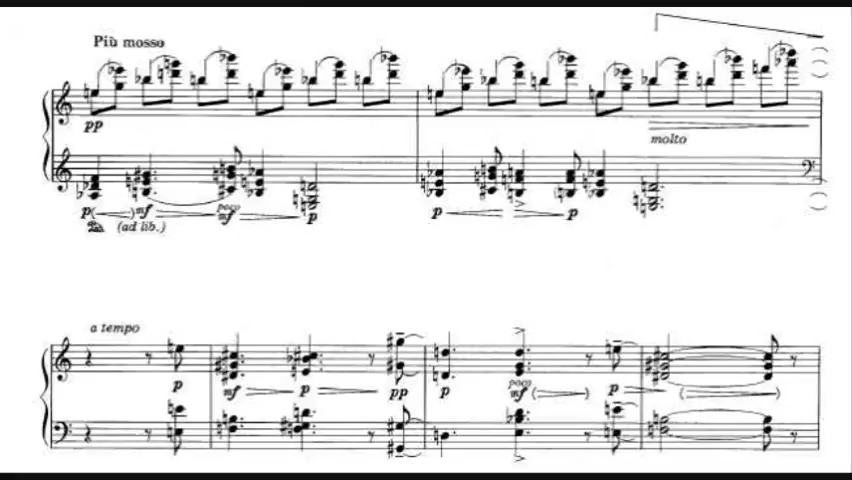 Più mosso
pp
molto
p mf poco mf p p p
(ad lib.)
a tempo
p mf p pp p poco mf p